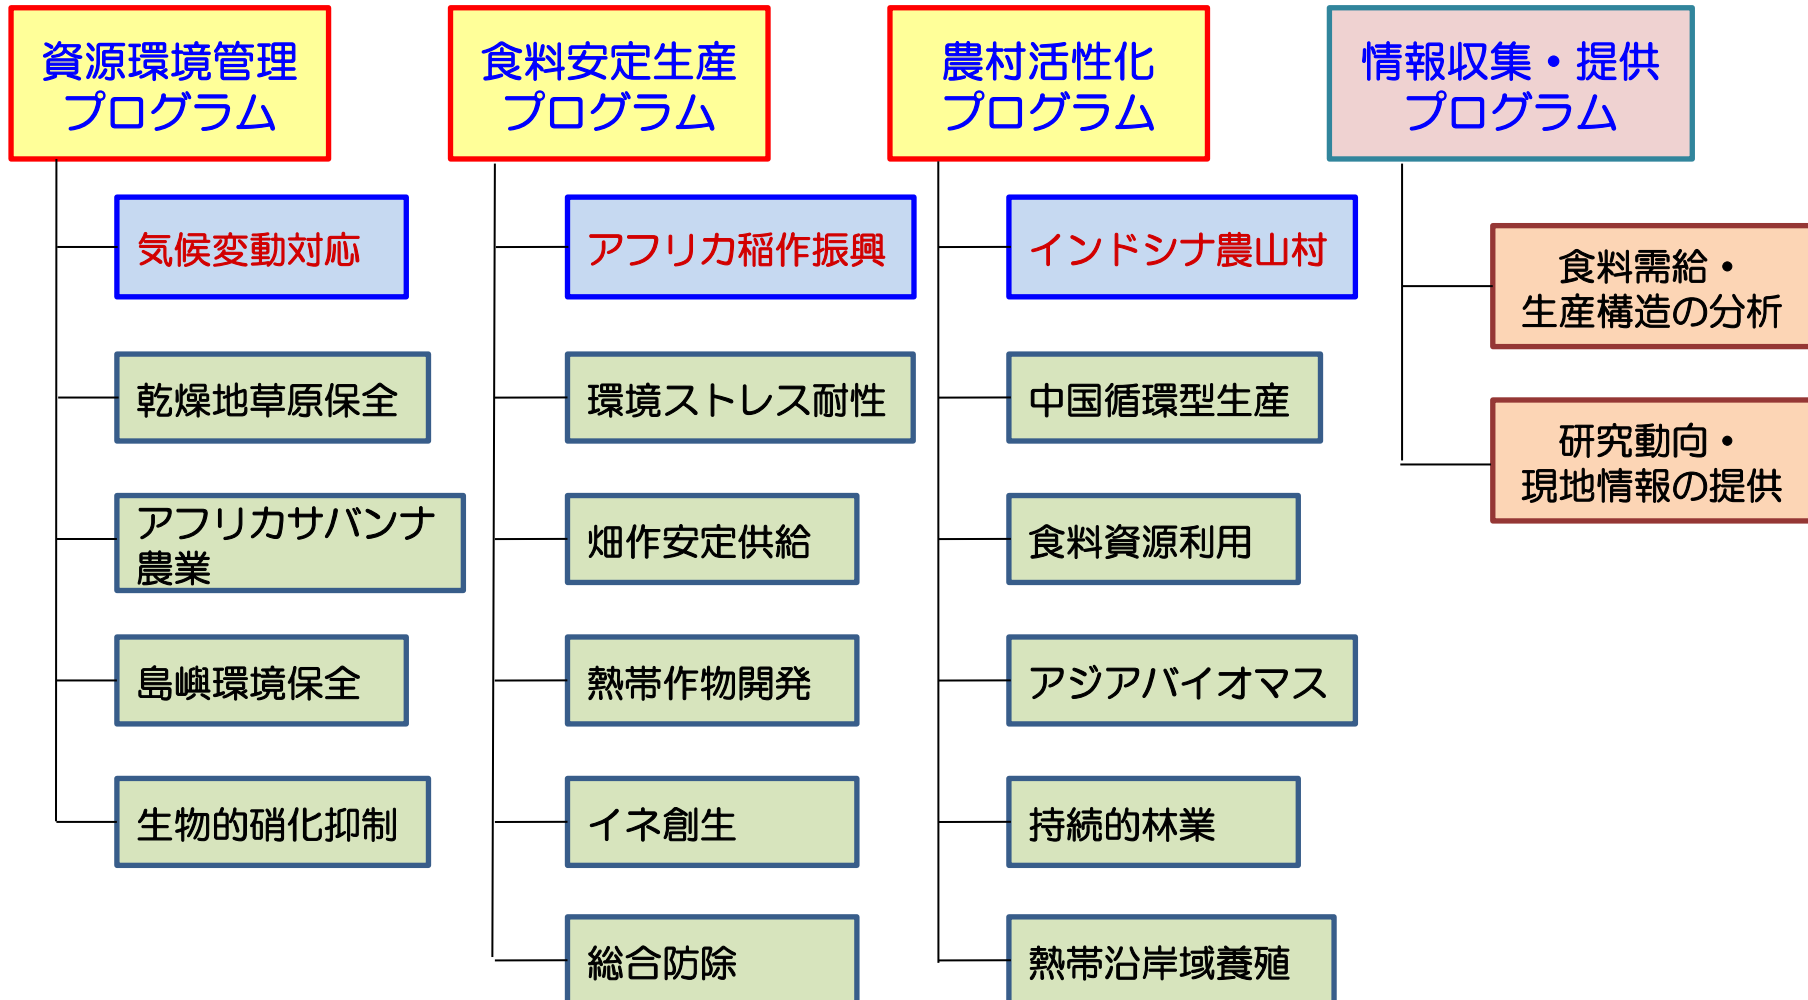 資源環境管理
プログラム
気候変動対応
乾燥地草原保全
アフリカサバンナ
農業
島嶼環境保全
生物的硝化抑制
食料安定生産
プログラム
アフリカ稲作振興
環境ストレス耐性
畑作安定供給
熱帯作物開発
イネ創生
総合防除
農村活性化
プログラム
インドシナ農山村
中国循環型生産
食料資源利用
アジアバイオマス
持続的林業
熱帯沿岸域養殖
情報収集・提供
プログラム
食料需給・
生産構造の分析
研究動向・
現地情報の提供